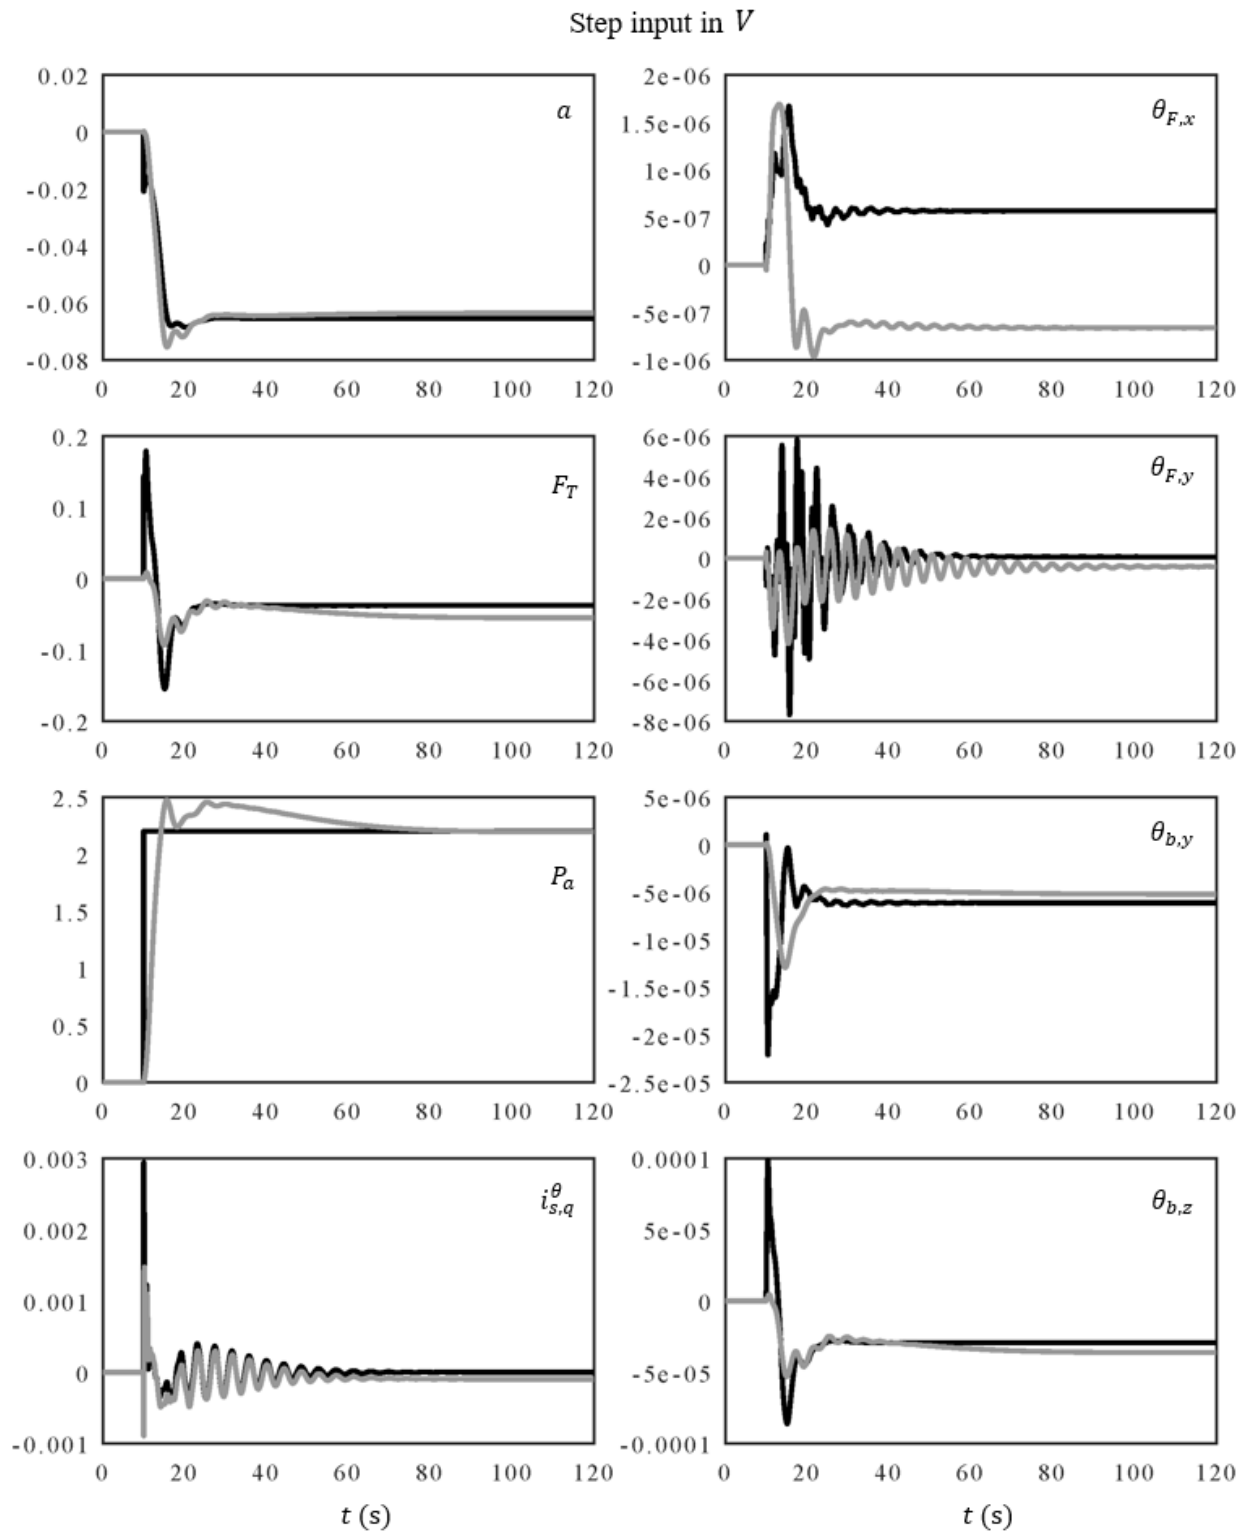 Step input in V
0.02
0
-0.02
-0.04
-0.06
-0.08
a
0 20 40 60 80 100 120
2e-06
1.5e-06
1e-06
5e-07
0
-5e-07
-1e-06
θ_{F,x}
0 20 40 60 80 100 120
0.2
0.1
0
-0.1
-0.2
F_T
0 20 40 60 80 100 120
6e-06
4e-06
2e-06
0
-2e-06
-4e-06
-6e-06
-8e-06
θ_{F,y}
0 20 40 60 80 100 120
2.5
2
1.5
1
0.5
0
P_a
0 20 40 60 80 100 120
5e-06
0
-5e-06
-1e-05
-1.5e-05
-2e-05
-2.5e-05
θ_{b,y}
0 20 40 60 80 100 120
0.003
0.002
0.001
0
-0.001
i_{s,q}^θ
0 20 40 60 80 100 120
t (s)
0.0001
5e-05
0
-5e-05
-0.0001
θ_{b,z}
0 20 40 60 80 100 120
t (s)